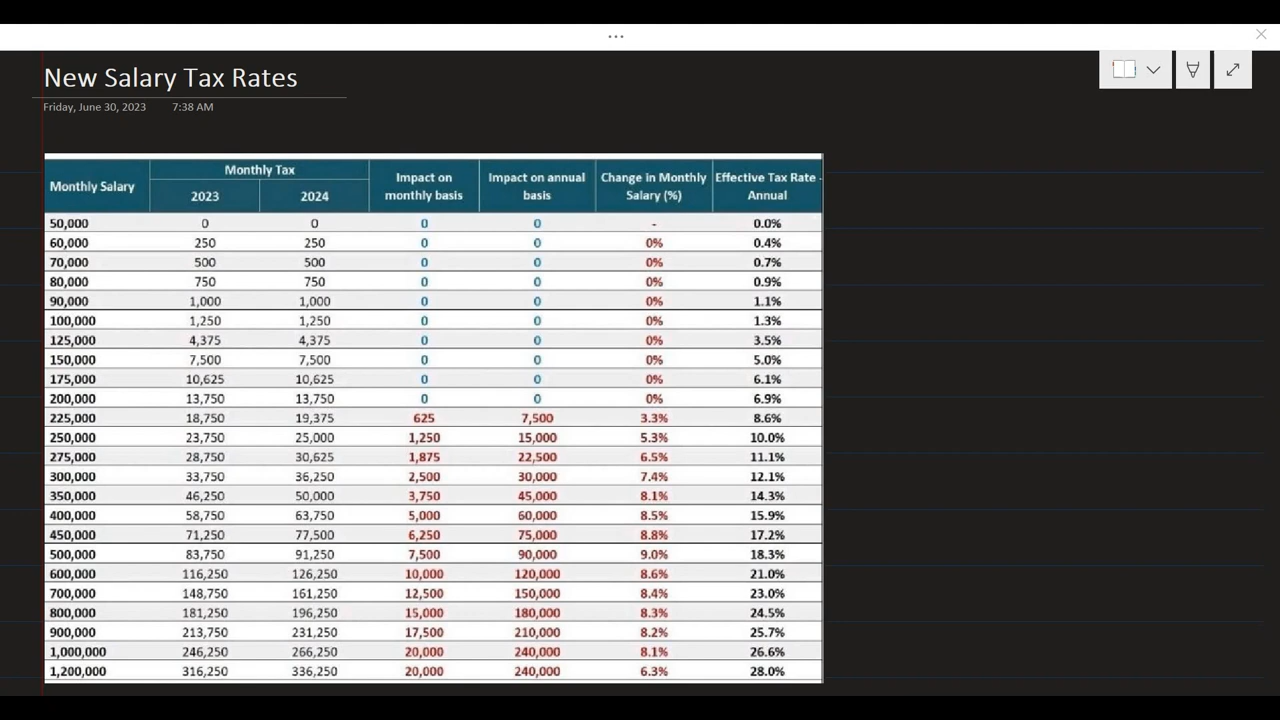 ...
New Salary Tax Rates
Friday, June 30, 2023 7:38 AM
Monthly Salary Monthly Tax Impact on monthly basis Impact on annual basis Change in Monthly Salary (%) Effective Tax Rate - Annual
2023 2024
50,000 0 0 0 0 - 0.0%
60,000 250 250 0 0 0% 0.4%
70,000 500 500 0 0 0% 0.7%
80,000 750 750 0 0 0% 0.9%
90,000 1,000 1,000 0 0 0% 1.1%
100,000 1,250 1,250 0 0 0% 1.3%
125,000 4,375 4,375 0 0 0% 3.5%
150,000 7,500 7,500 0 0 0% 5.0%
175,000 10,625 10,625 0 0 0% 6.1%
200,000 13,750 13,750 0 0 0% 6.9%
225,000 18,750 19,375 625 7,500 3.3% 8.6%
250,000 23,750 25,000 1,250 15,000 5.3% 10.0%
275,000 28,750 30,625 1,875 22,500 6.5% 11.1%
300,000 33,750 36,250 2,500 30,000 7.4% 12.1%
350,000 46,250 50,000 3,750 45,000 8.1% 14.3%
400,000 58,750 63,750 5,000 60,000 8.5% 15.9%
450,000 71,250 77,500 6,250 75,000 8.8% 17.2%
500,000 83,750 91,250 7,500 90,000 9.0% 18.3%
600,000 116,250 126,250 10,000 120,000 8.6% 21.0%
700,000 148,750 161,250 12,500 150,000 8.4% 23.0%
800,000 181,250 196,250 15,000 180,000 8.3% 24.5%
900,000 213,750 231,250 17,500 210,000 8.2% 25.7%
1,000,000 246,250 266,250 20,000 240,000 8.1% 26.6%
1,200,000 316,250 336,250 20,000 240,000 6.3% 28.0%